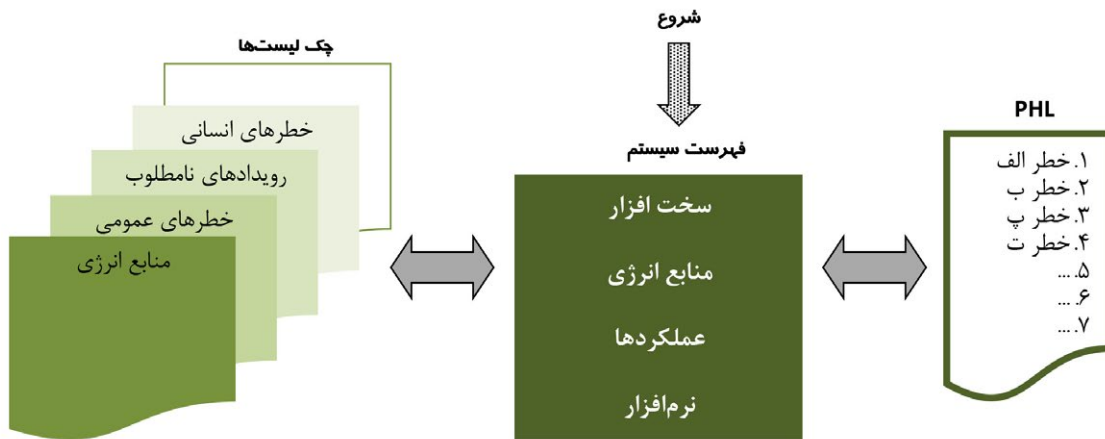 شروع
چک لیست‌ها
خطرهای انسانی
رویدادهای نامطلوب
خطرهای عمومی
منابع انرژی
فهرست سیستم
سخت افزار
منابع انرژی
عملکردها
نرم‌افزار
PHL
۱.خطر الف
۲.خطر ب
۳.خطر پ
۴.خطر ت
۵....
۶....
۷....